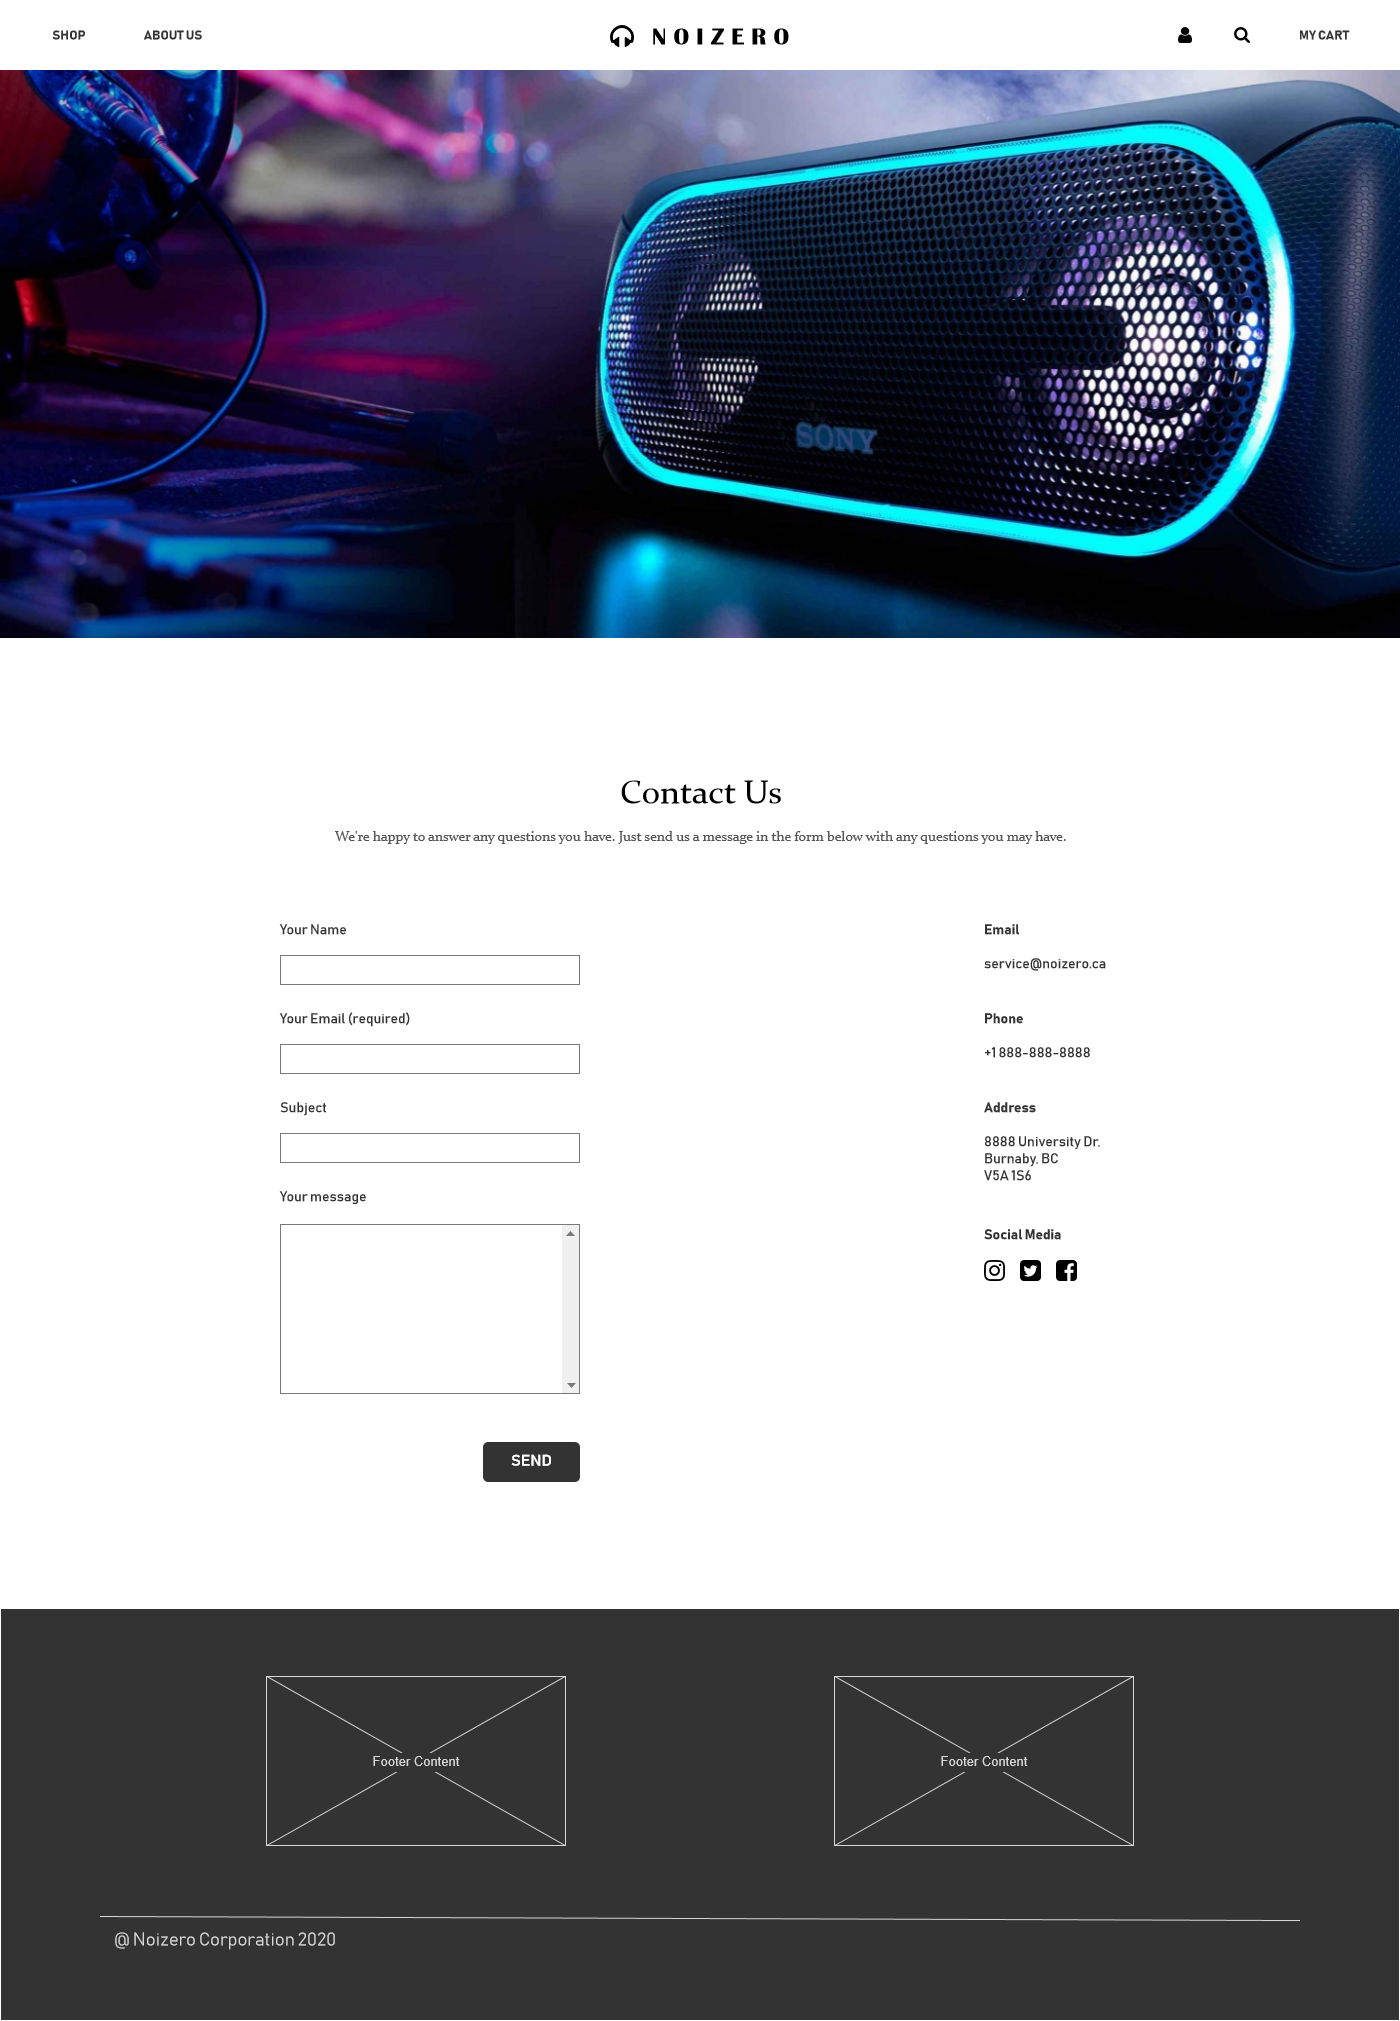 SHOP
ABOUT US
NOIZERO
MY CART
SONY
Contact Us
We're happy to answer any questions you have. Just send us a message in the form below with any questions you may have.
Your Name
Your Email (required)
Subject
Your message
SEND
Email
service@noizero.ca
Phone
+1 888-888-8888
Address
8888 University Dr,
Burnaby, BC
V5A 1S6
Social Media
Footer Content
Footer Content
@ Noizero Corporation 2020